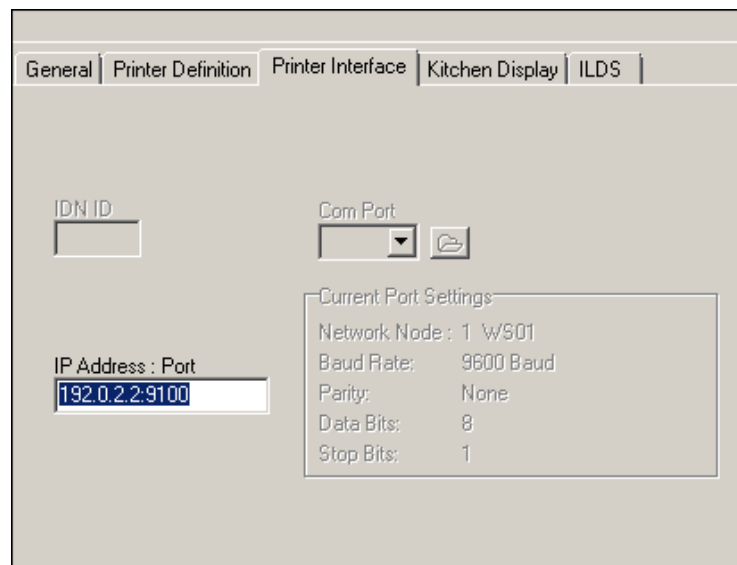 General Printer Definition Printer Interface Kitchen Display ILDS
IDN ID
Com Port
Current Port Settings
Network Node : 1 WS01
Baud Rate: 9600 Baud
Parity: None
Data Bits: 8
Stop Bits: 1
IP Address : Port
192.0.2.2:9100